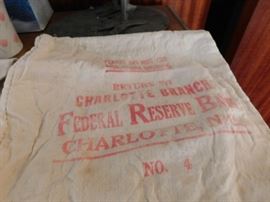 RETURN TO
CHARLOTTE BRANCH
FEDERAL RESERVE BANK
CHARLOTTE, N.C.
NO. 4